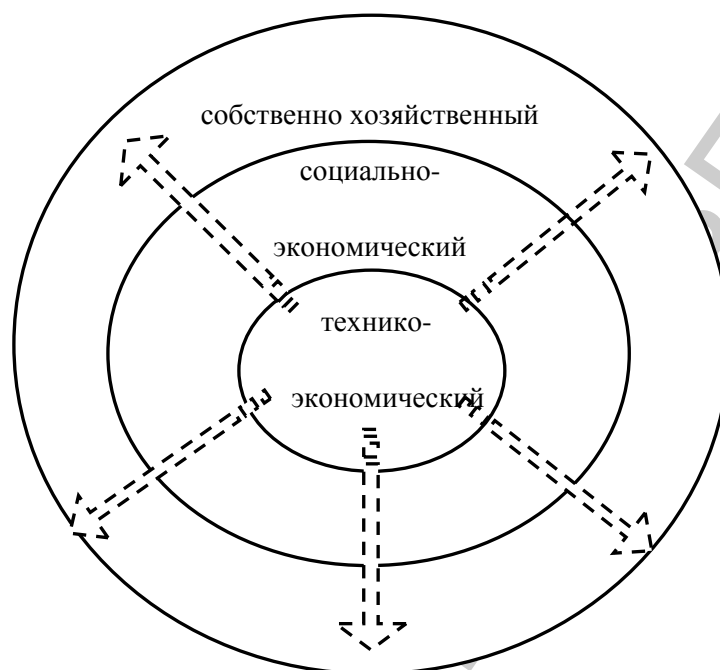 собственно хозяйственный
социально-
экономический
технико-
экономический